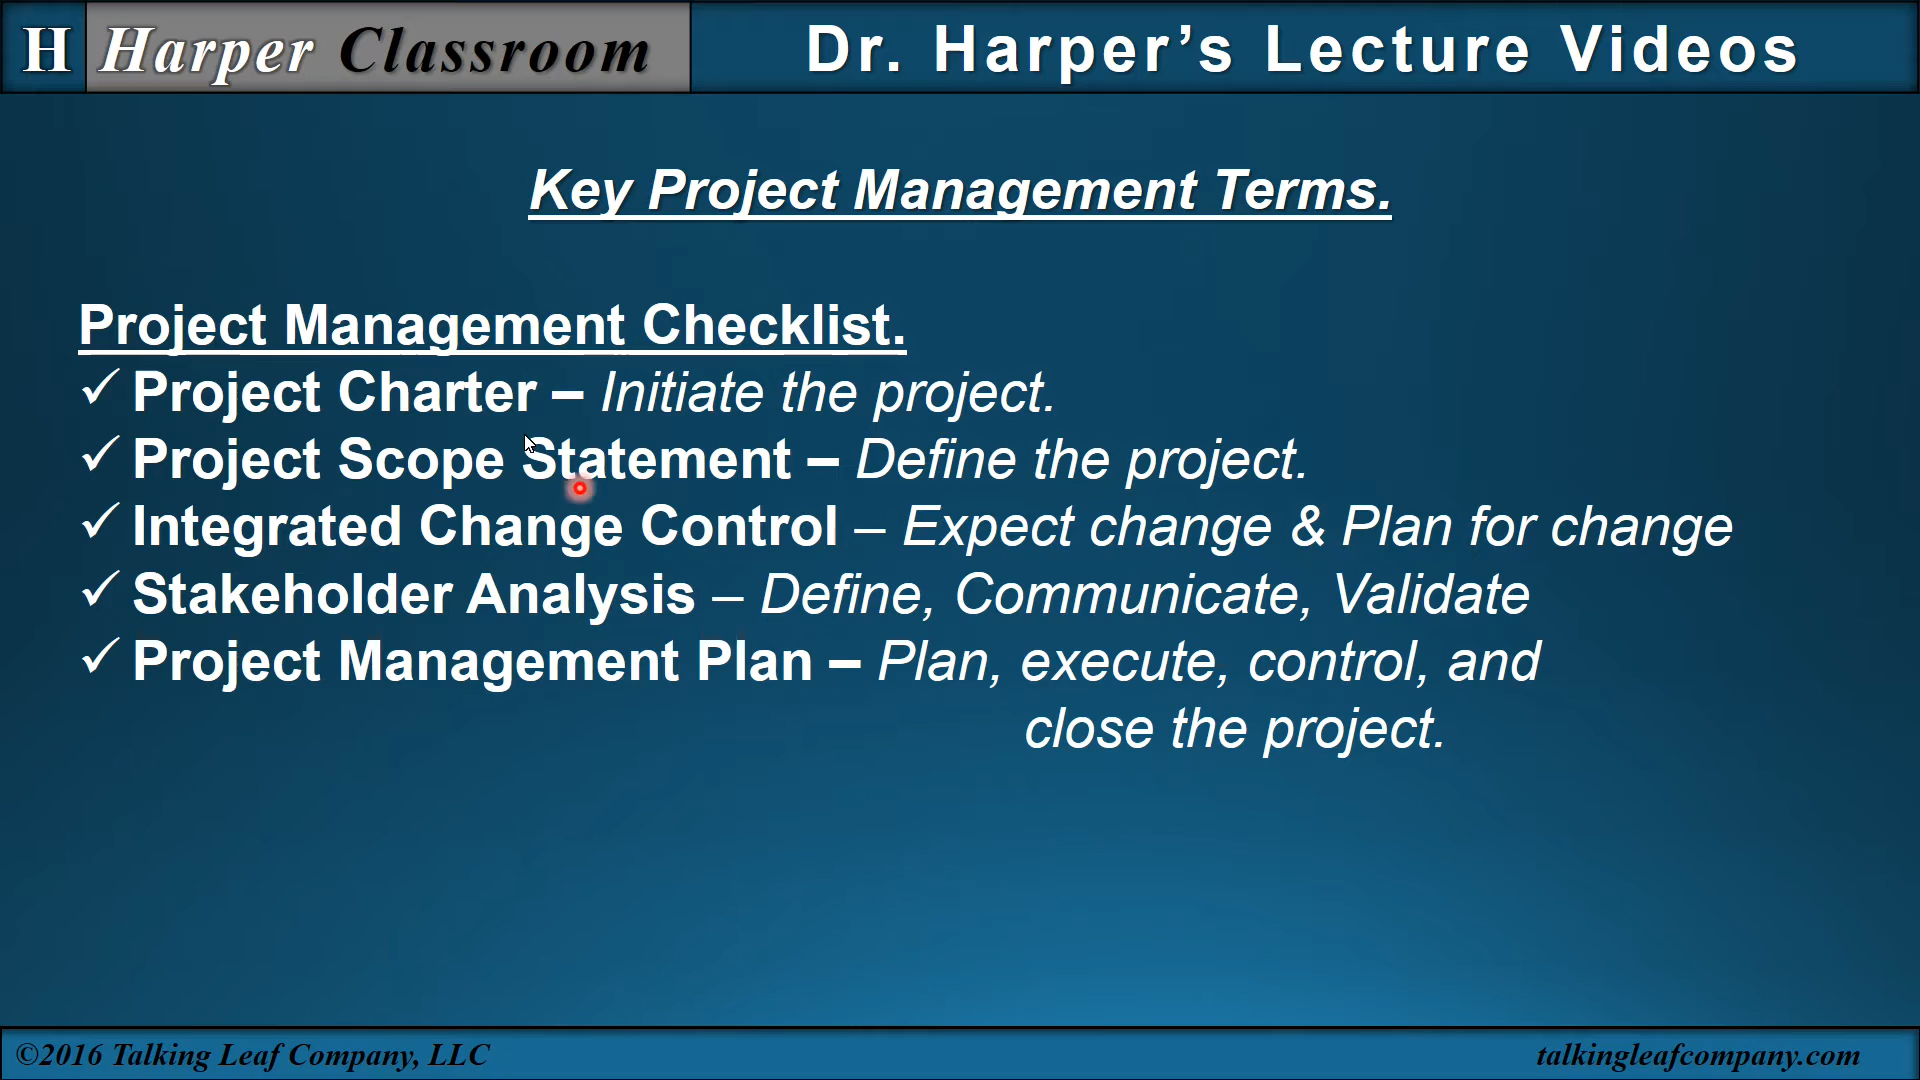 H Harper Classroom Dr. Harper’s Lecture Videos
Key Project Management Terms.
Project Management Checklist.
✓ Project Charter – Initiate the project.
✓ Project Scope Statement – Define the project.
✓ Integrated Change Control – Expect change & Plan for change
✓ Stakeholder Analysis – Define, Communicate, Validate
✓ Project Management Plan – Plan, execute, control, and
close the project.
©2016 Talking Leaf Company, LLC talkingleafcompany.com